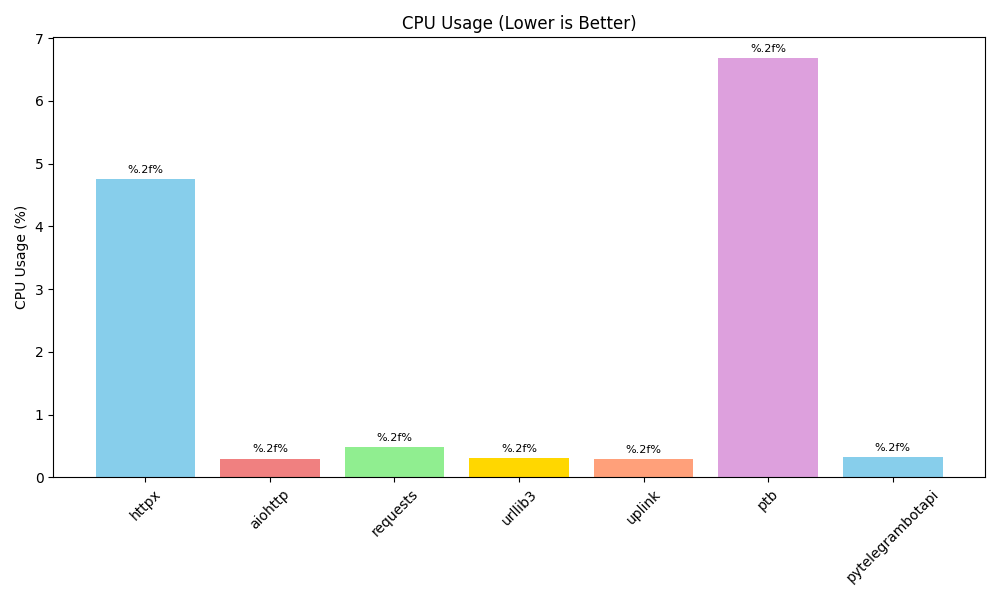 CPU Usage (Lower is Better)
CPU Usage (%)
7
6
5
4
3
2
1
0
%.2f%
%.2f%
%.2f%
%.2f%
%.2f%
%.2f%
%.2f%
httpx
aiohttp
requests
urllib3
uplink
ptb
pytelegrambotapi